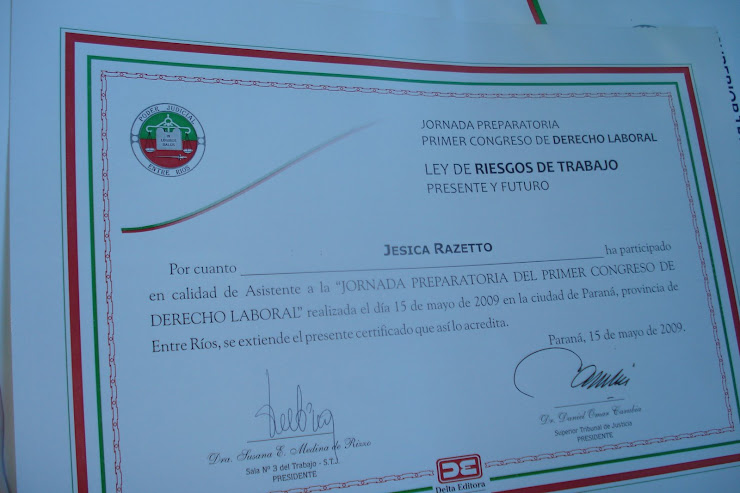 PODER JUDICIAL
ENTRE RÍOS
JORNADA PREPARATORIA
PRIMER CONGRESO DE DERECHO LABORAL
LEY DE RIESGOS DE TRABAJO
PRESENTE Y FUTURO
Por cuanto JESICA RAZETTO ha participado
en calidad de Asistente a la "JORNADA PREPARATORIA DEL PRIMER CONGRESO DE
DERECHO LABORAL" realizada el día 15 de mayo de 2009 en la ciudad de Paraná, provincia de
Entre Ríos, se extiende el presente certificado que así lo acredita.
Paraná, 15 de mayo de 2009.
Dra. Susana E. Medina de Rizzo
Sala Nº 3 del Trabajo - S.T.J.
PRESIDENTE
Dr. Daniel Omar Carubia
Superior Tribunal de Justicia
PRESIDENTE
Delta Editora